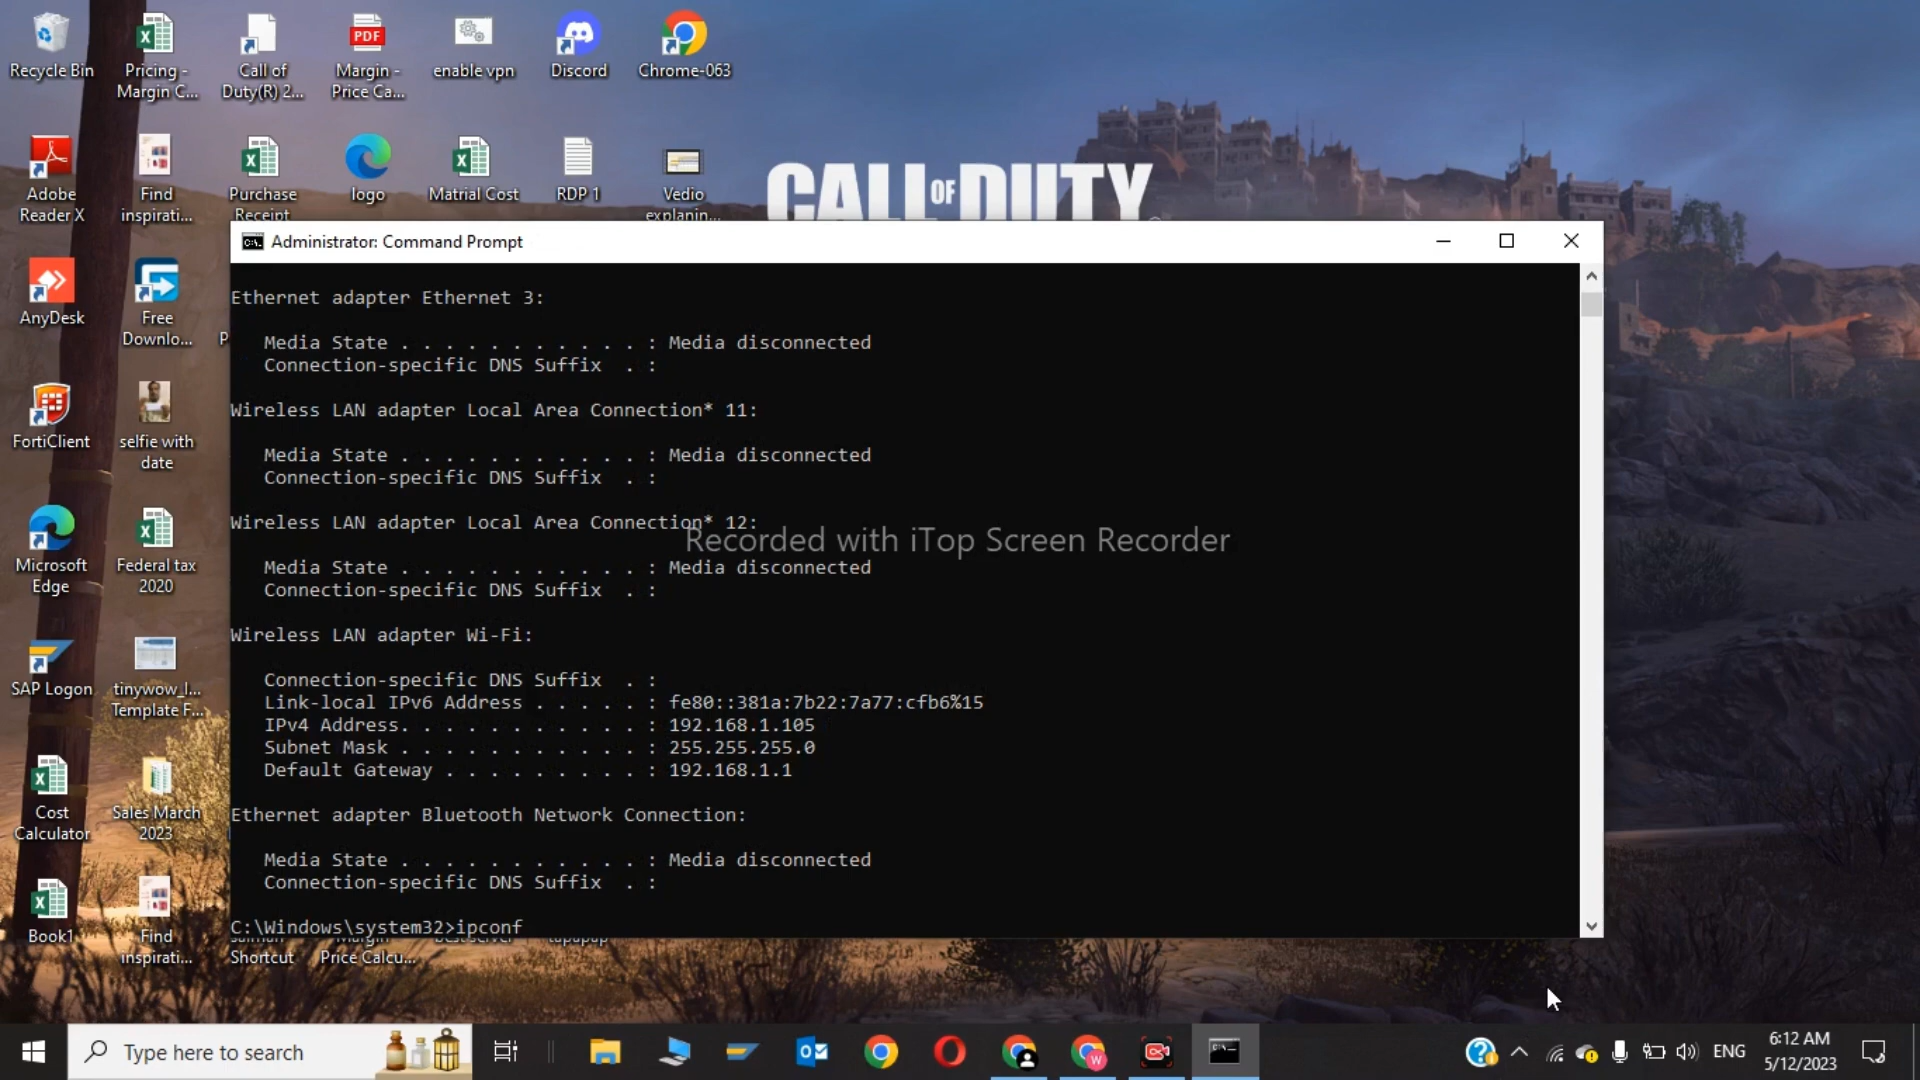 Recycle Bin
Pricing -
Margin C...
Call of
Duty(R) 2...
PDF
Margin -
Price Ca...
enable vpn
Discord
Chrome-063
Adobe
Reader X
Find
inspirati...
Purchase
Receipt
logo
Matrial Cost
RDP 1
Vedio
explanin...
CALL OF DUTY
AnyDesk
Free
Downlo...
P
FortiClient
selfie with
date
Microsoft
Edge
Federal tax
2020
SAP Logon
tinywow_l...
Template F...
Cost
Calculator
Sales March
2023
Book1
Find
inspirati...
Administrator: Command Prompt
Ethernet adapter Ethernet 3:
Media State . . . . . . . . . . . : Media disconnected
Connection-specific DNS Suffix  . :
Wireless LAN adapter Local Area Connection* 11:
Media State . . . . . . . . . . . : Media disconnected
Connection-specific DNS Suffix  . :
Wireless LAN adapter Local Area Connection* 12:
Recorded with iTop Screen Recorder
Media State . . . . . . . . . . . : Media disconnected
Connection-specific DNS Suffix  . :
Wireless LAN adapter Wi-Fi:
Connection-specific DNS Suffix  . :
Link-local IPv6 Address . . . . . : fe80::381a:7b22:7a77:cfb6%15
IPv4 Address. . . . . . . . . . . : 192.168.1.105
Subnet Mask . . . . . . . . . . . : 255.255.255.0
Default Gateway . . . . . . . . . : 192.168.1.1
Ethernet adapter Bluetooth Network Connection:
Media State . . . . . . . . . . . : Media disconnected
Connection-specific DNS Suffix  . :
C:\Windows\system32>ipconf
Shortcut
Price Calcu...
Type here to search
ENG
6:12 AM
5/12/2023